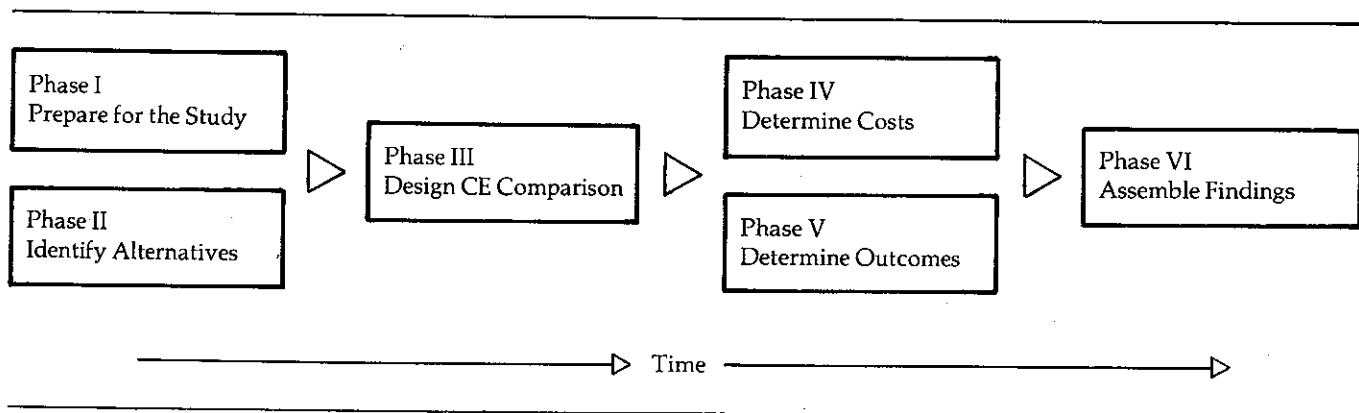 Phase I
Prepare for the Study
Phase II
Identify Alternatives
Phase III
Design CE Comparison
Phase IV
Determine Costs
Phase V
Determine Outcomes
Phase VI
Assemble Findings
Time